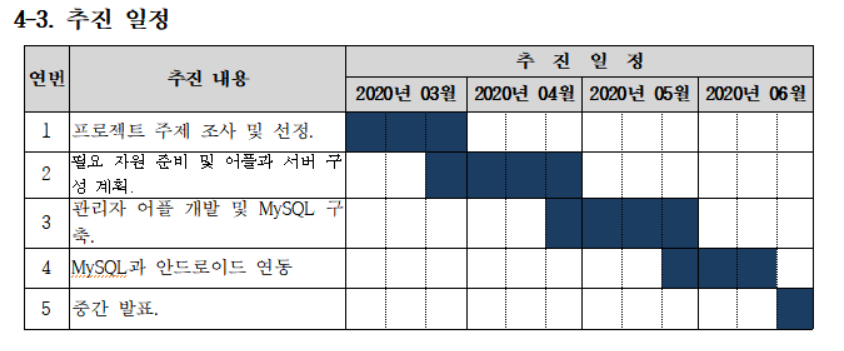 4-3. 추진 일정
연번 추진 내용 추 진 일 정
2020년 03월 2020년 04월 2020년 05월 2020년 06월
1 프로젝트 주제 조사 및 선정.
2 필요 자원 준비 및 어플과 서버 구
성 계획.
3 관리자 어플 개발 및 MySQL 구
축.
4 MySQL과 안드로이드 연동
5 중간 발표.